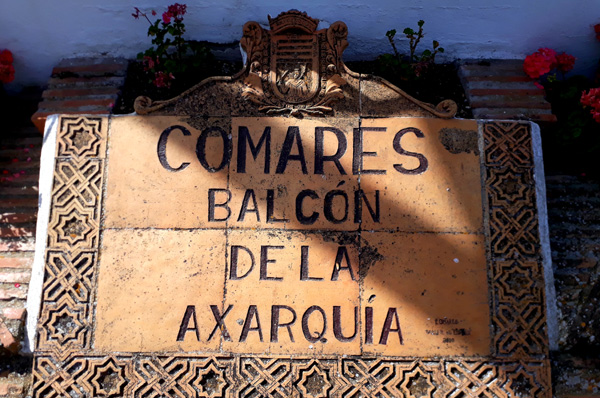 COMARES
BALCÓN
DE LA
AXARQUÍA